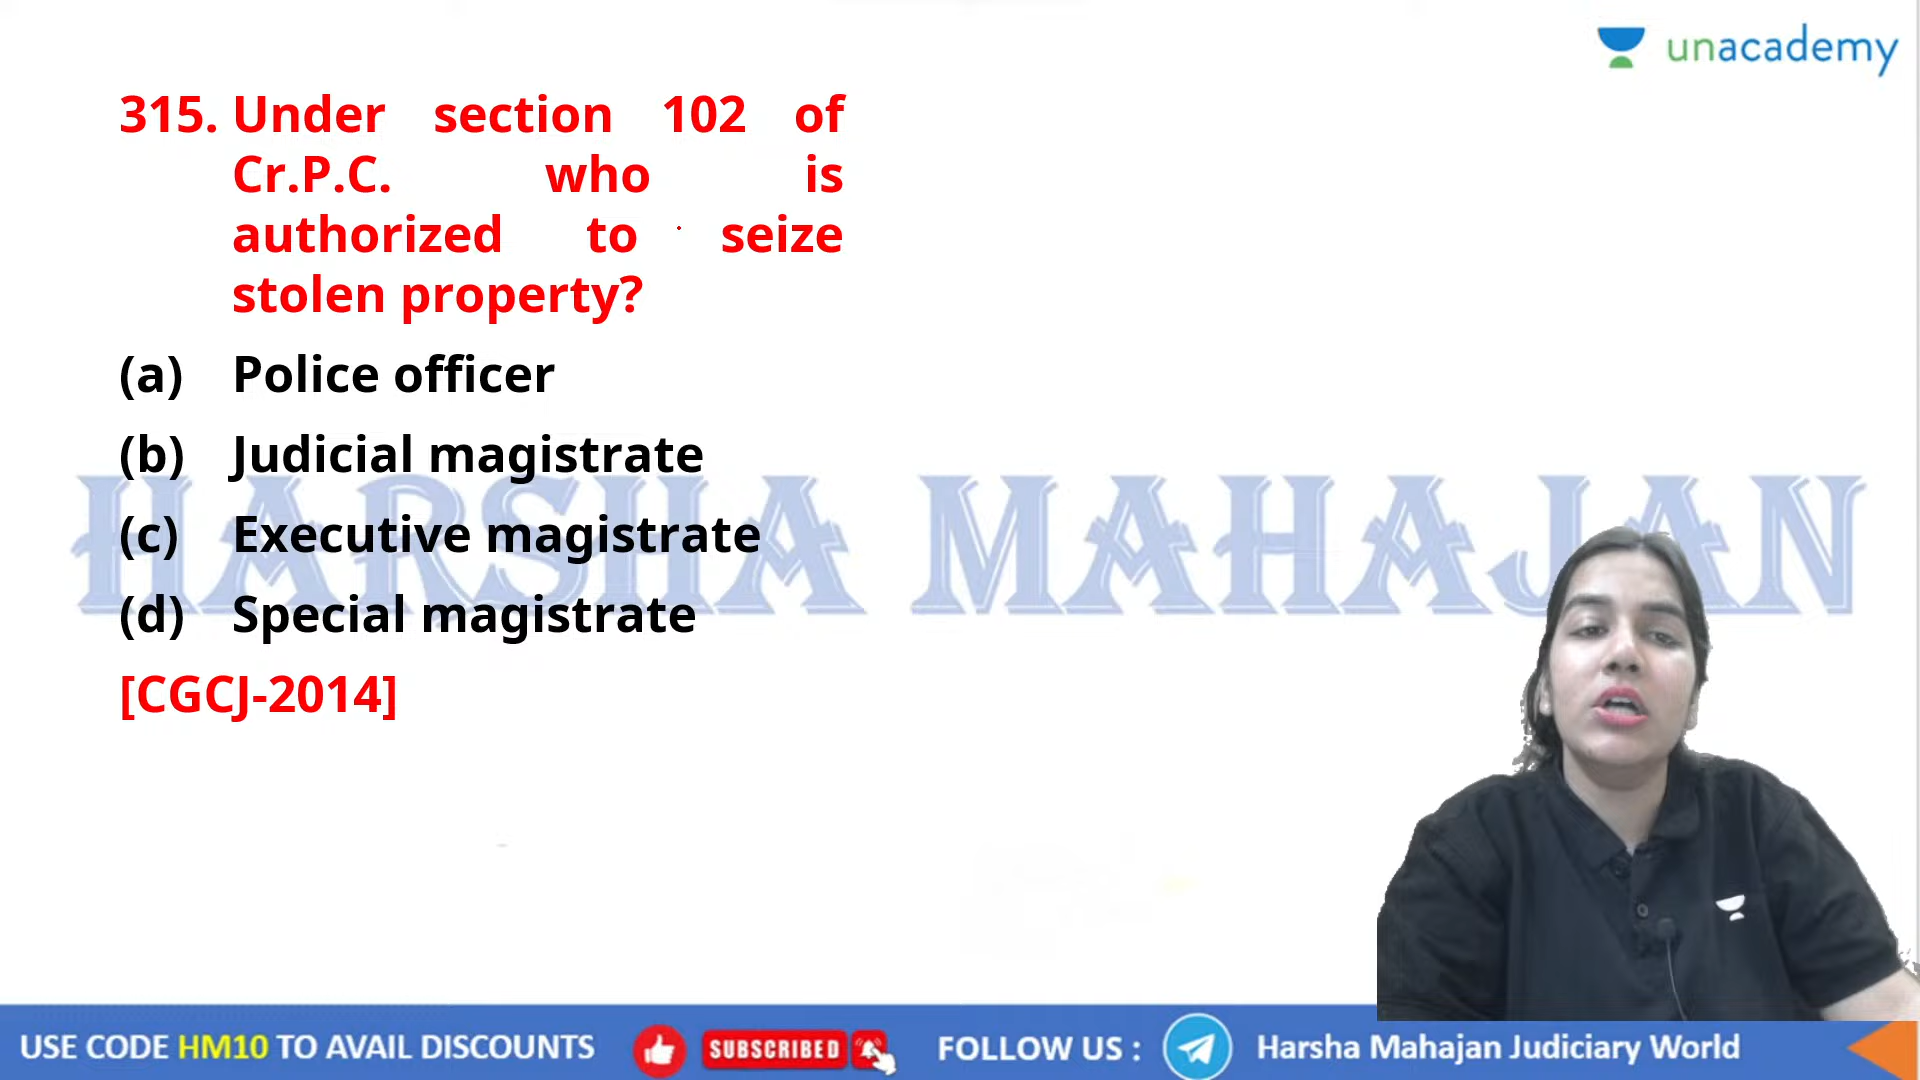 unacademy
315. Under section 102 of
Cr.P.C. who is
authorized to seize
stolen property?
(a) Police officer
(b) Judicial magistrate
(c) Executive magistrate
(d) Special magistrate
HARSHA MAHAJAN
[CGCJ-2014]
USE CODE HM10 TO AVAIL DISCOUNTS
SUBSCRIBED
FOLLOW US :
Harsha Mahajan Judiciary World